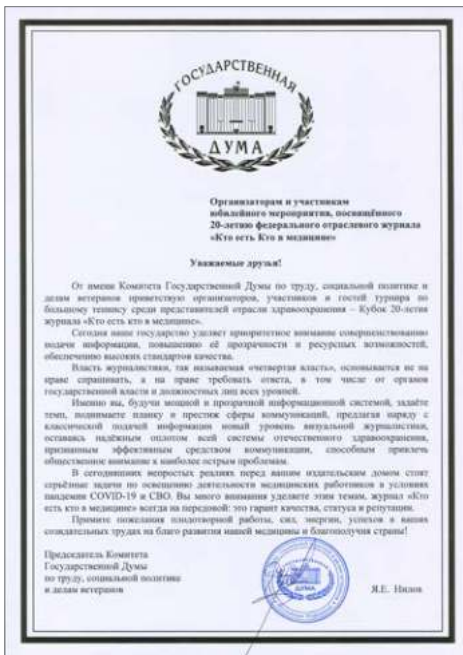 ГОСУДАРСТВЕННАЯ
ДУМА
Организаторам и участникам
юбилейного мероприятия, посвящённого
20-летию федерального отраслевого журнала
«Кто есть Кто в медицине»
Уважаемые друзья!
От имени Комитета Государственной Думы по труду, социальной политике и
делам ветеранов приветствую организаторов, участников и гостей турнира по
большому теннису среди представителей отрасли здравоохранения – Кубок 20-летия
журнала «Кто есть кто в медицине».
Сегодня наше государство уделяет приоритетное внимание совершенствованию
подачи информации, повышению её прозрачности и ресурсных возможностей,
обеспечению высоких стандартов качества.
Власть журналистики, так называемая «четвертая власть», основывается не на
праве спрашивать, а на праве требовать ответа, в том числе от органов
государственной власти и должностных лиц всех уровней.
Именно вы, будучи мощной и прозрачной информационной системой, задаёте
темп, поднимаете планку и престиж сферы коммуникаций, предлагая наряду с
классической подачей информации новый уровень визуальной журналистики,
оставаясь надёжным оплотом всей системы отечественного здравоохранения,
признанным эффективным средством коммуникации, способным привлечь
общественное внимание к наиболее острым проблемам.
В сегодняшних непростых реалиях перед вашим издательским домом стоят
серьёзные задачи по освещению деятельности медицинских работников в условиях
пандемии COVID-19 и СВО. Вы много внимания уделяете этим темам, журнал «Кто
есть кто в медицине» всегда на передовой: это гарант качества, статуса и репутации.
Примите пожелания плодотворной работы, сил, энергии, успехов в ваших
созидательных трудах на благо развития нашей медицины и благополучия страны!
Председатель Комитета
Государственной Думы
по труду, социальной политике
и делам ветеранов
ДУМА
Я.Е. Нилов